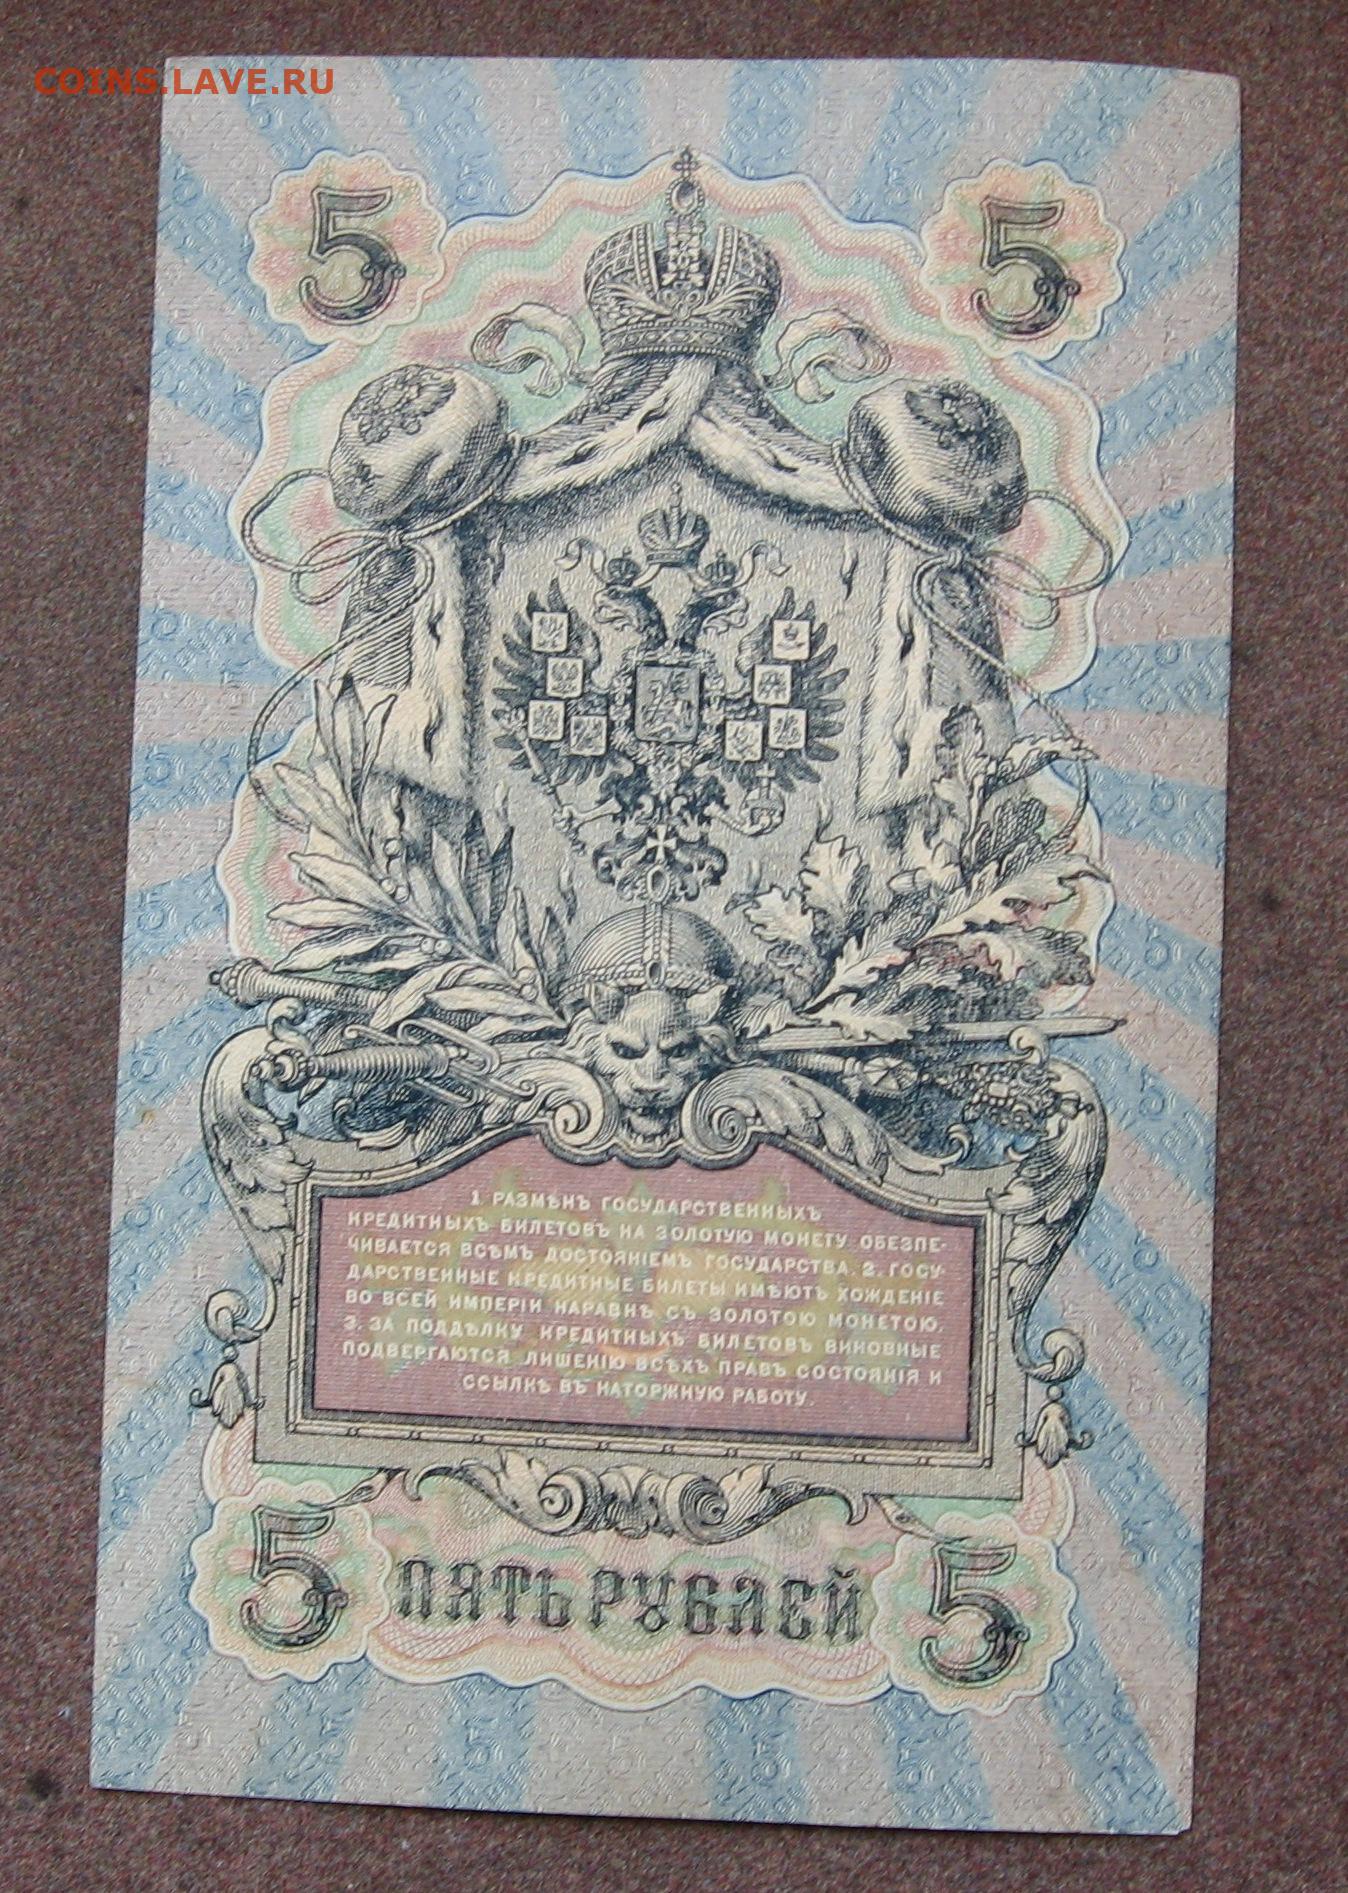 COINS.LAVE.RU
5 5
1. РАЗМѢНЪ ГОСУДАРСТВЕННЫХЪ
КРЕДИТНЫХЪ БИЛЕТОВЪ НА ЗОЛОТУЮ МОНЕТУ ОБЕЗПЕ-
ЧИВАЕТСЯ ВСѢМЪ ДОСТОЯНІЕМЪ ГОСУДАРСТВА. 2. ГОСУ-
ДАРСТВЕННЫЕ КРЕДИТНЫЕ БИЛЕТЫ ИМѢЮТЪ ХОЖДЕНІЕ
ВО ВСЕЙ ИМПЕРІИ НАРАВНѢ СЪ ЗОЛОТОЮ МОНЕТОЮ.
3. ЗА ПОДДѢЛКУ КРЕДИТНЫХЪ БИЛЕТОВЪ ВИНОВНЫЕ
ПОДВЕРГАЮТСЯ ЛИШЕНІЮ ВСѢХЪ ПРАВЪ СОСТОЯНІЯ И
ССЫЛКѢ ВЪ КАТОРЖНУЮ РАБОТУ.
5 ПЯТЬ РУБЛЕЙ 5